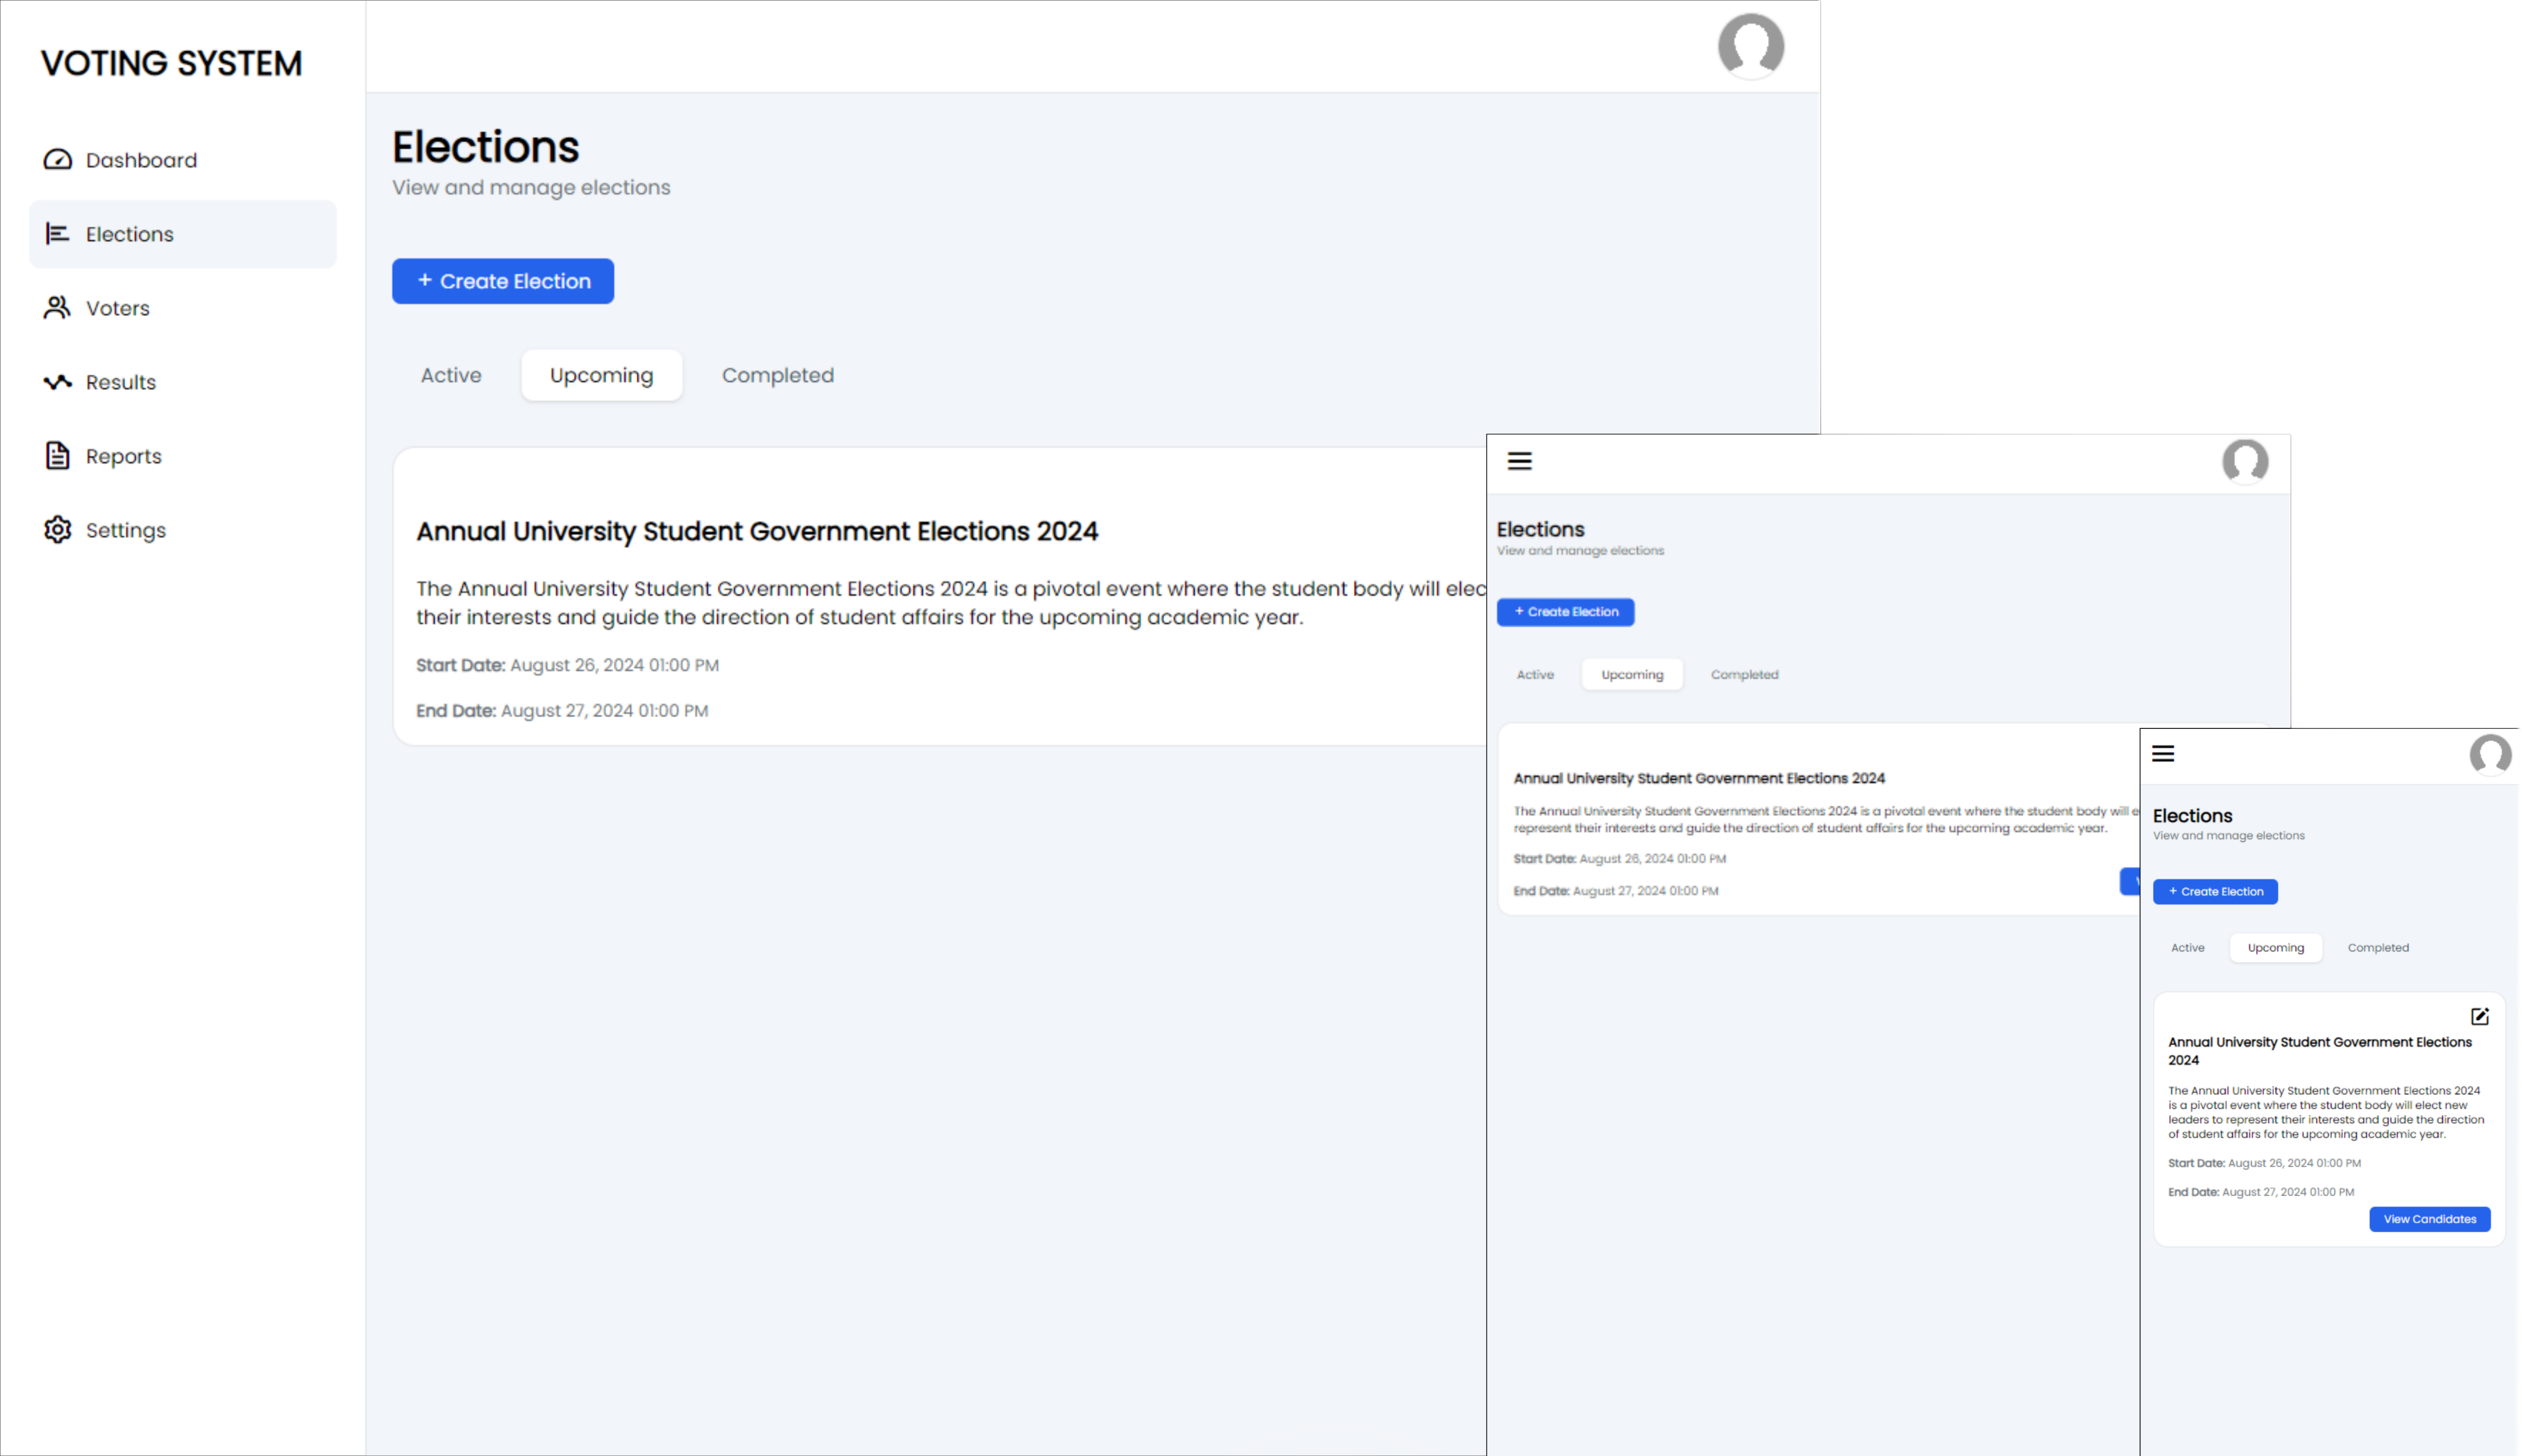 VOTING SYSTEM
Dashboard
Elections
Voters
Results
Reports
Settings
Elections
View and manage elections
+ Create Election
Active Upcoming Completed
Annual University Student Government Elections 2024
The Annual University Student Government Elections 2024 is a pivotal event where the student body will elec
their interests and guide the direction of student affairs for the upcoming academic year.
Start Date: August 26, 2024 01:00 PM
End Date: August 27, 2024 01:00 PM
Elections
View and manage elections
+ Create Election
Active Upcoming Completed
Annual University Student Government Elections 2024
The Annual University Student Government Elections 2024 is a pivotal event where the student body will e
represent their interests and guide the direction of student affairs for the upcoming academic year.
Start Date: August 26, 2024 01:00 PM
End Date: August 27, 2024 01:00 PM
Elections
View and manage elections
+ Create Election
Active Upcoming Completed
Annual University Student Government Elections
2024
The Annual University Student Government Elections 2024
is a pivotal event where the student body will elect new
leaders to represent their interests and guide the direction
of student affairs for the upcoming academic year.
Start Date: August 26, 2024 01:00 PM
End Date: August 27, 2024 01:00 PM
View Candidates